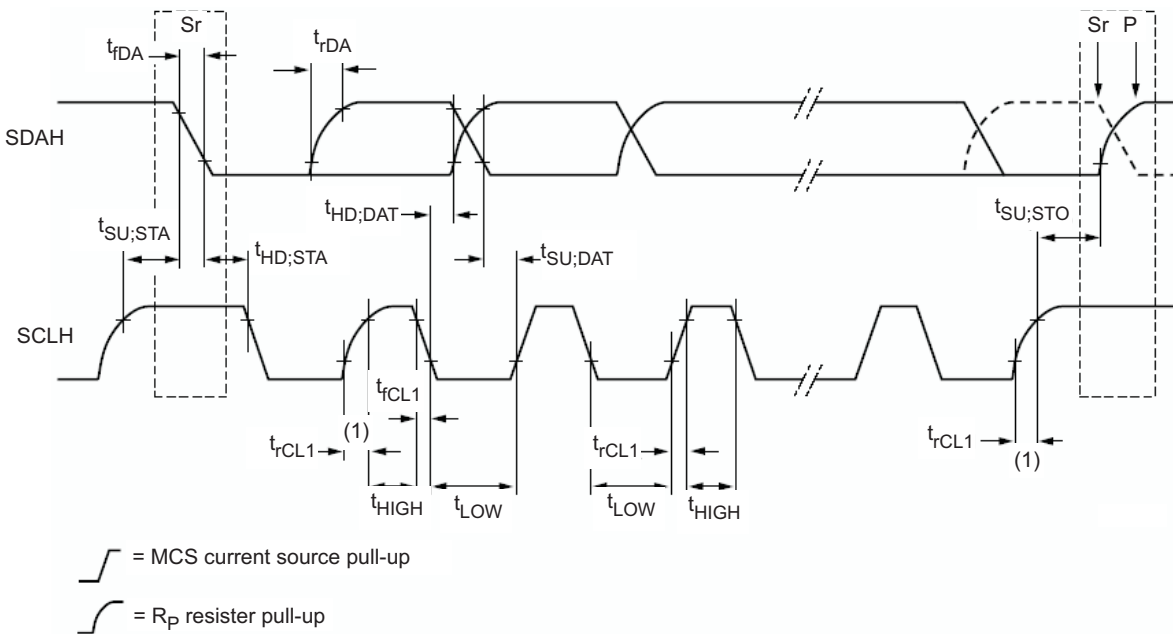 Sr
Sr P
tfDA
trDA
SDAH
tHD;DAT
tSU;STA
tHD;STA
tSU;DAT
tSU;STO
SCLH
tfCL1
trCL1
(1)
trCL1
trCL1
(1)
tHIGH
tLOW
tLOW
tHIGH
= MCS current source pull-up
= RP resister pull-up